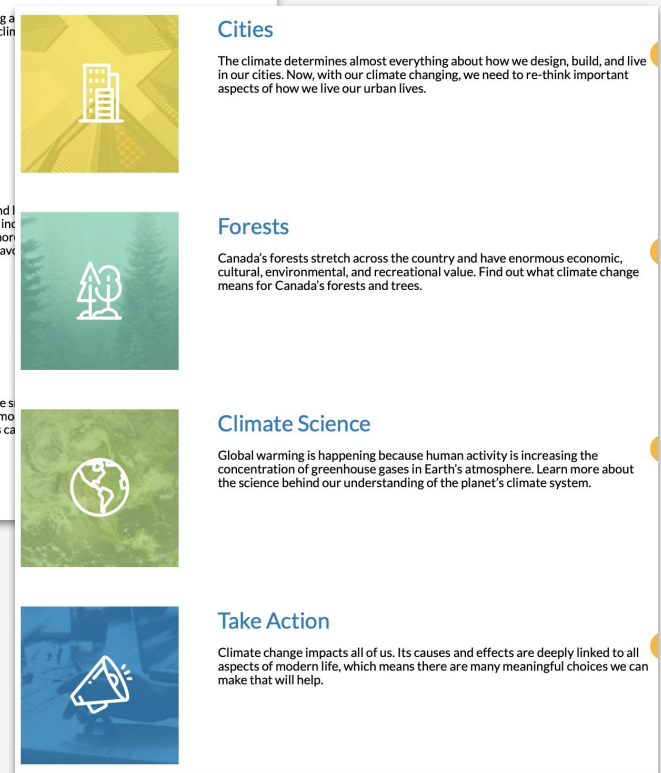 Cities
The climate determines almost everything about how we design, build, and live
in our cities. Now, with our climate changing, we need to re-think important
aspects of how we live our urban lives.
Forests
Canada's forests stretch across the country and have enormous economic,
cultural, environmental, and recreational value. Find out what climate change
means for Canada's forests and trees.
Climate Science
Global warming is happening because human activity is increasing the
concentration of greenhouse gases in Earth's atmosphere. Learn more about
the science behind our understanding of the planet's climate system.
Take Action
Climate change impacts all of us. Its causes and effects are deeply linked to all
aspects of modern life, which means there are many meaningful choices we can
make that will help.